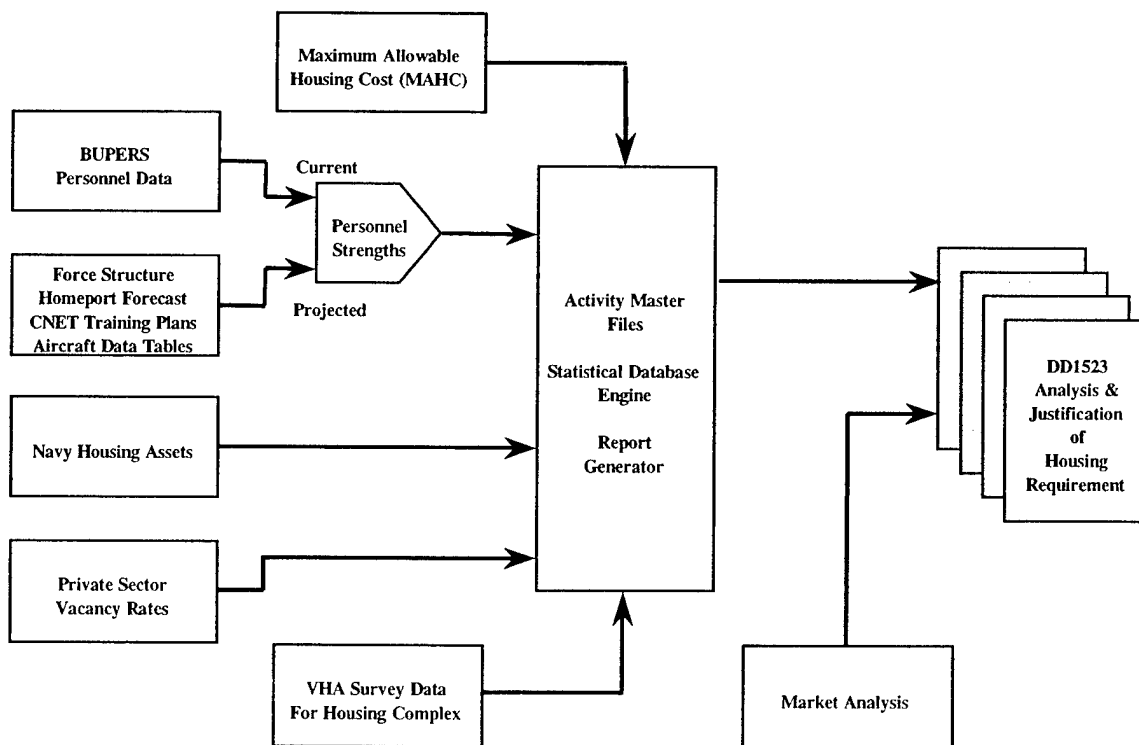 Maximum Allowable
Housing Cost (MAHC)
BUPERS
Personnel Data
Current
Personnel
Strengths
Force Structure
Homeport Forecast
CNET Training Plans
Aircraft Data Tables
Projected
Activity Master
Files
Statistical Database
Engine
Report
Generator
DD1523
Analysis &
Justification
of
Housing
Requirement
Navy Housing Assets
Private Sector
Vacancy Rates
VHA Survey Data
For Housing Complex
Market Analysis